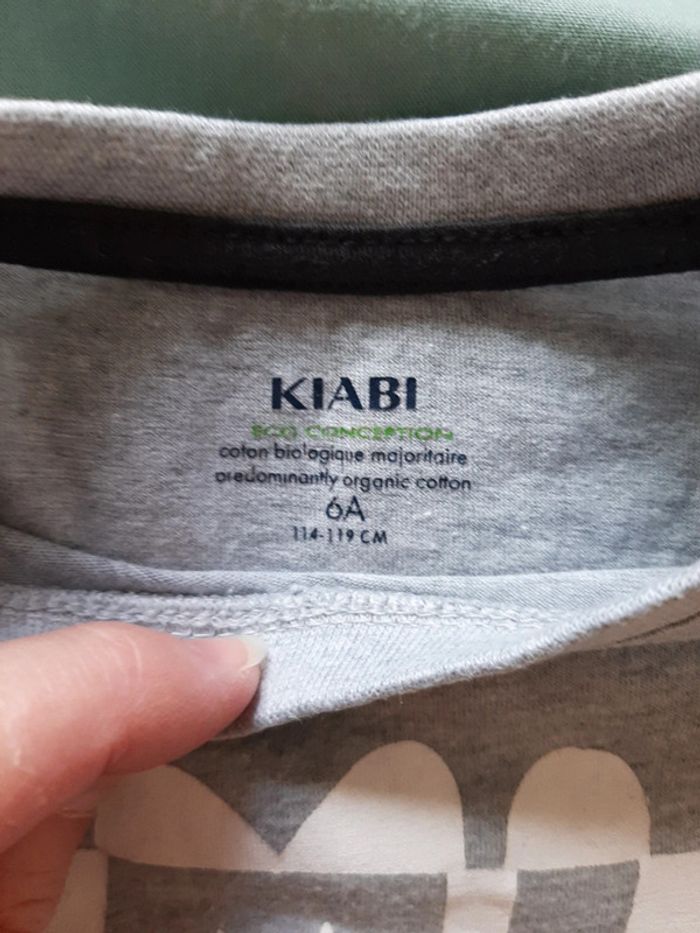 KIABI
ECO CONCEPTION
coton biologique majoritaire
predominantly organic cotton
6A
114-119 CM